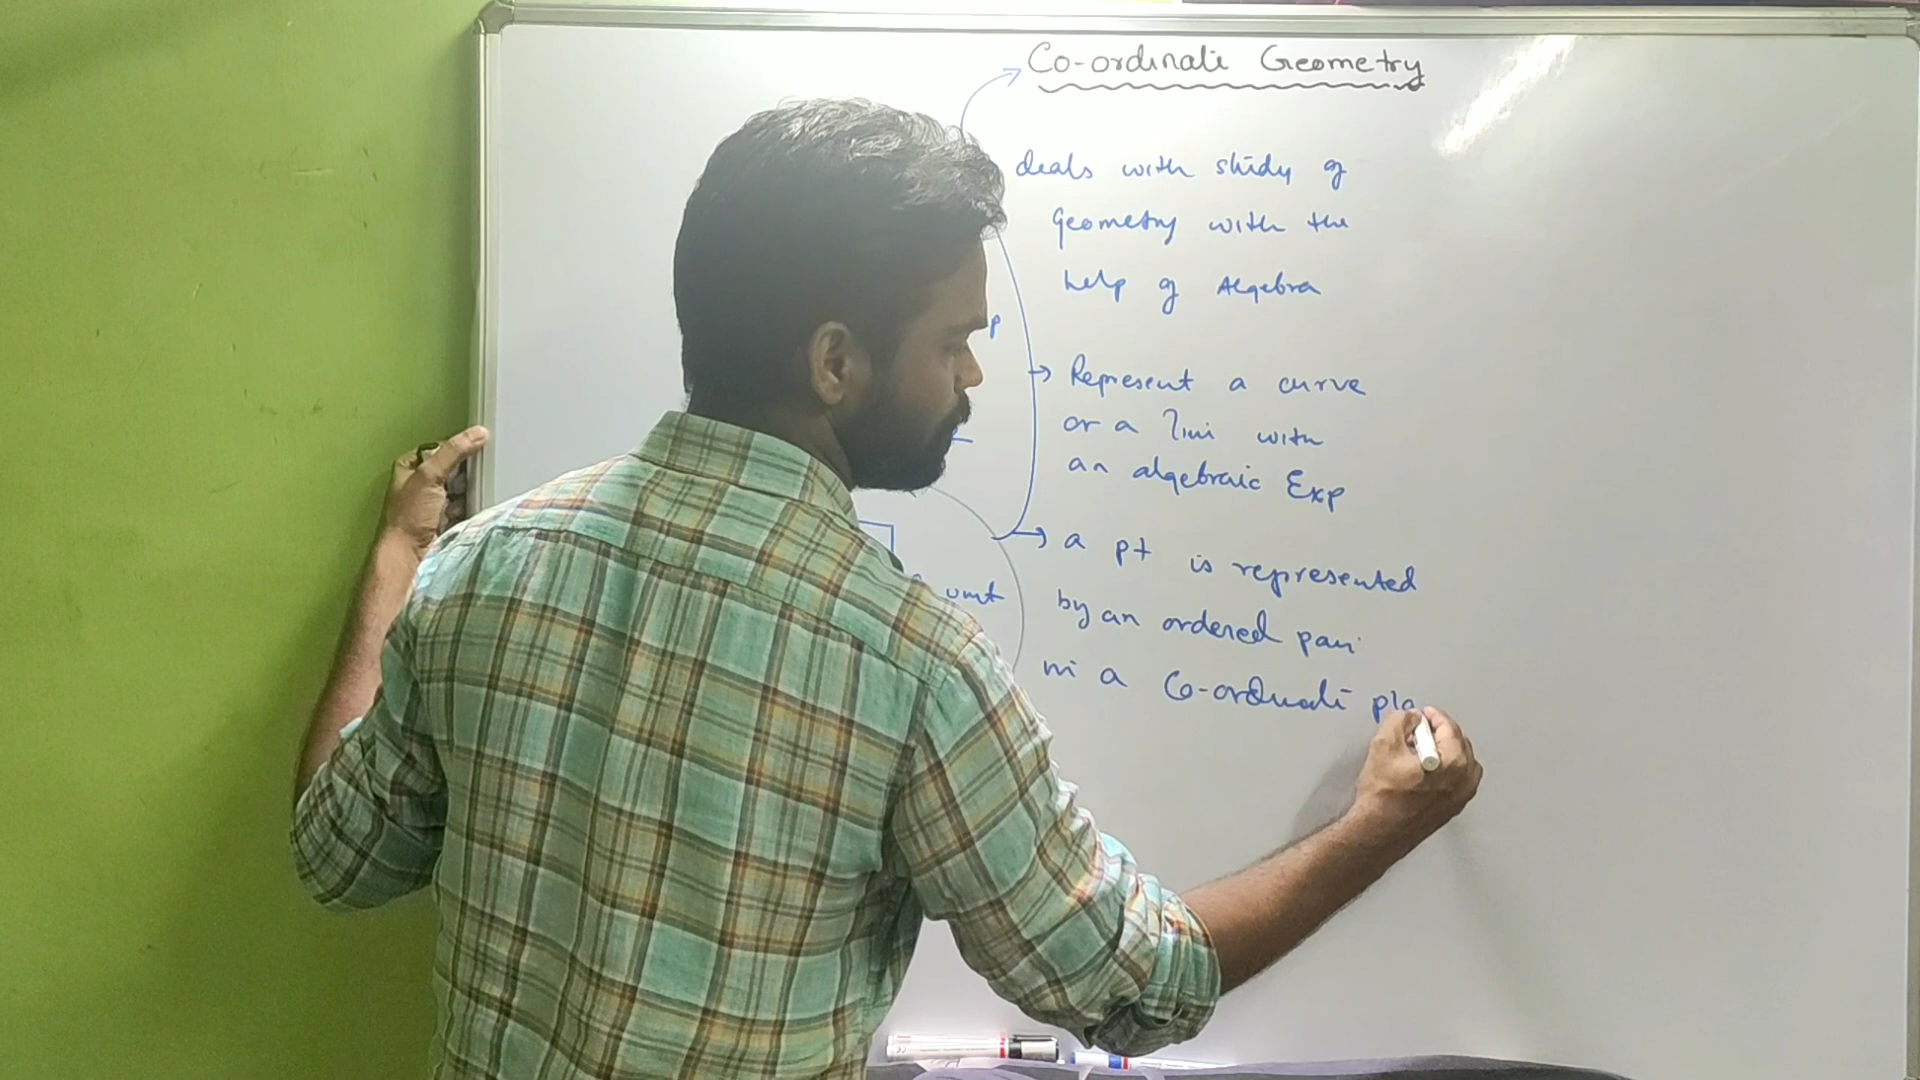 Co-ordinate Geometry
deals with study of
Geometry with the
help of Algebra
p
Represent a curve
or a line with
an algebraic Exp
a pt is represented
unit
by an ordered pair
in a Co-ordinate pla